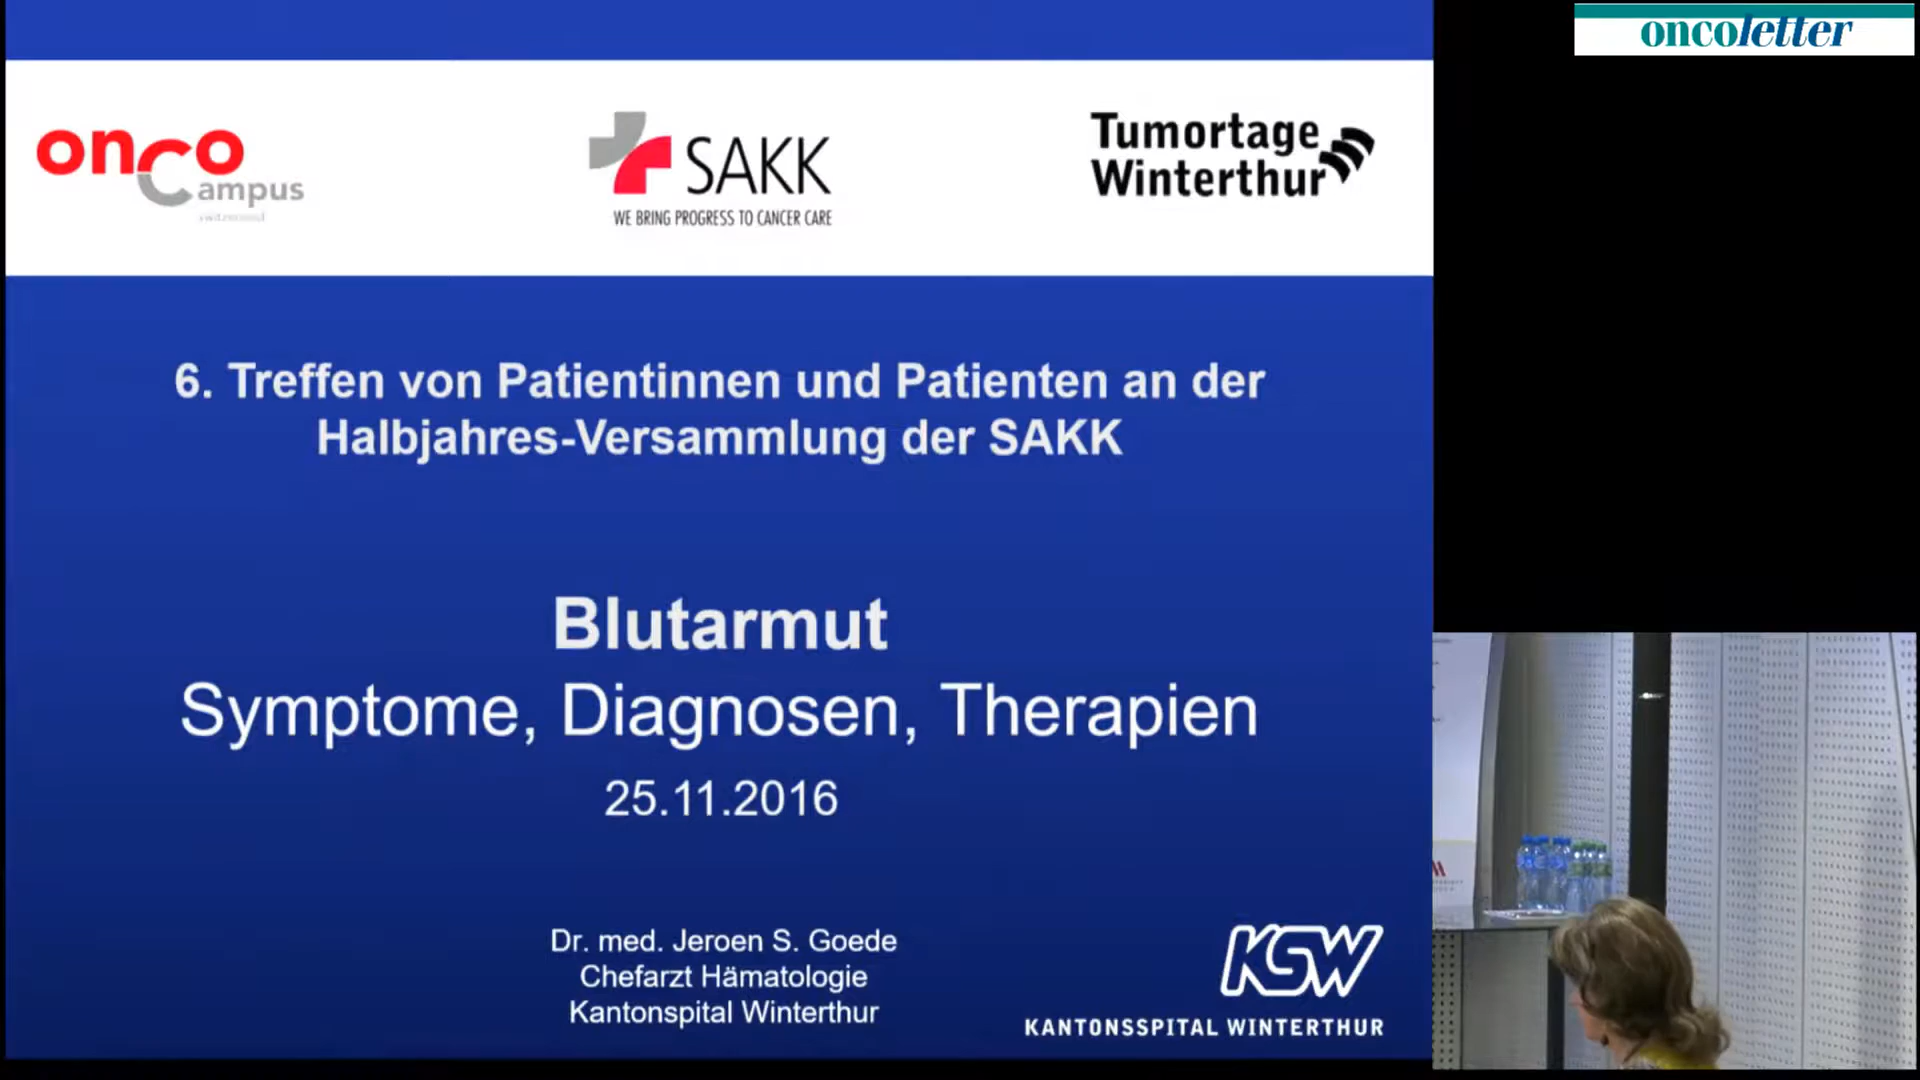 oncoletter
onco
campus
switzerland
SAKK
WE BRING PROGRESS TO CANCER CARE
Tumortage
Winterthur
6. Treffen von Patientinnen und Patienten an der
Halbjahres-Versammlung der SAKK
Blutarmut
Symptome, Diagnosen, Therapien
25.11.2016
Dr. med. Jeroen S. Goede
Chefarzt Hämatologie
Kantonspital Winterthur
KSW
KANTONSSPITAL WINTERTHUR